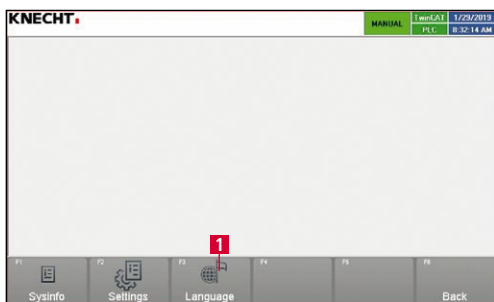 KNECHT.
MANUAL
TwinCAT 1/29/2019
PLC 8:32:14 AM
1
F1 F2 F3 F4 F5 F6
Sysinfo Settings Language Back